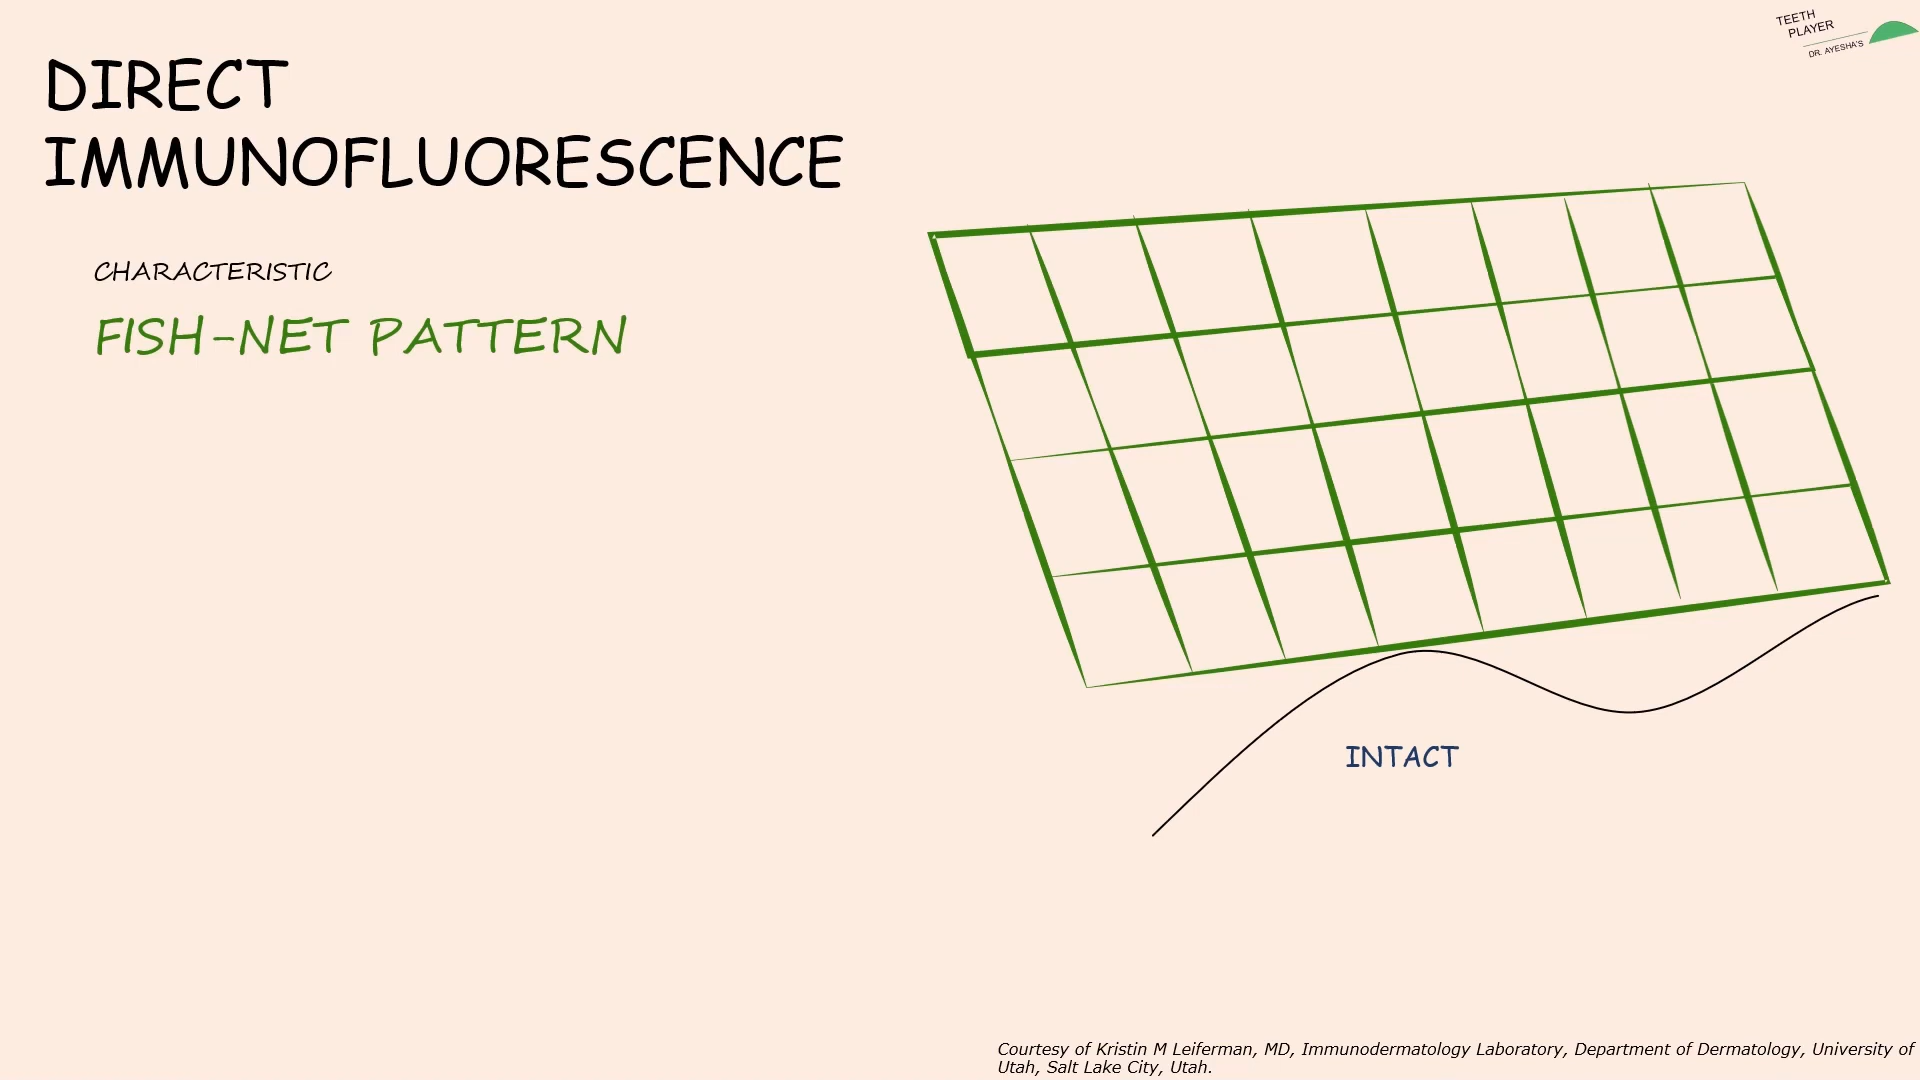 TEETH
PLAYER
DR. AYESHA'S
DIRECT
IMMUNOFLUORESCENCE
CHARACTERISTIC
FISH-NET PATTERN
INTACT
Courtesy of Kristin M Leiferman, MD, Immunodermatology Laboratory, Department of Dermatology, University of
Utah, Salt Lake City, Utah.